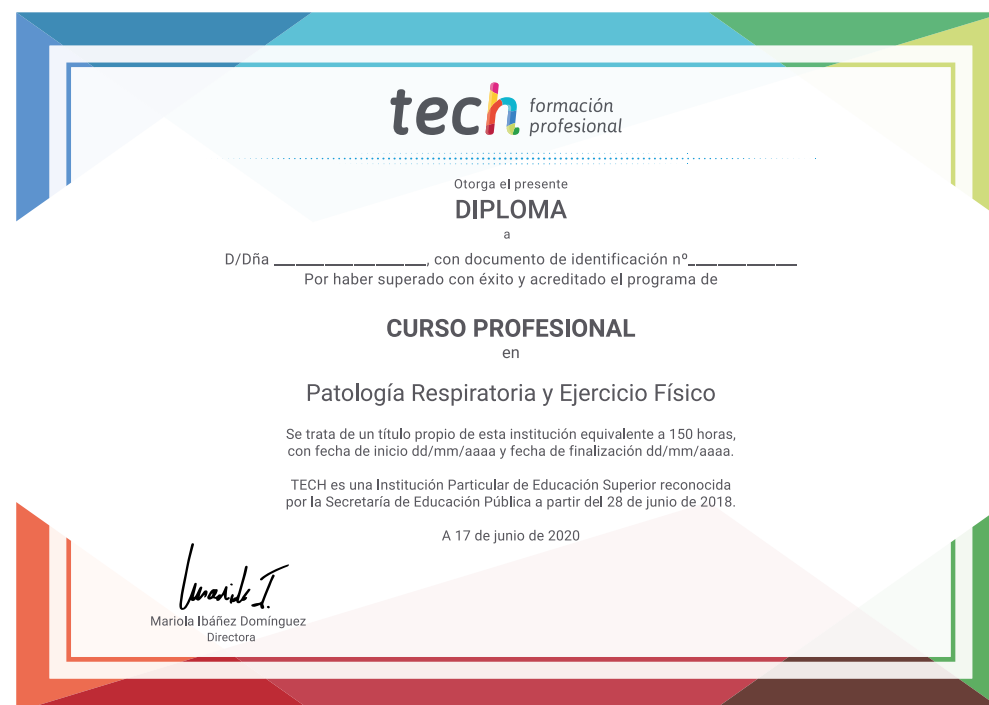 tech formación
profesional
Otorga el presente
DIPLOMA
a
D/Dña ____________________, con documento de identificación nº______________
Por haber superado con éxito y acreditado el programa de
CURSO PROFESIONAL
en
Patología Respiratoria y Ejercicio Físico
Se trata de un título propio de esta institución equivalente a 150 horas,
con fecha de inicio dd/mm/aaaa y fecha de finalización dd/mm/aaaa.
TECH es una Institución Particular de Educación Superior reconocida
por la Secretaría de Educación Pública a partir del 28 de junio de 2018.
A 17 de junio de 2020
Mariola I.
Mariola Ibáñez Domínguez
Directora